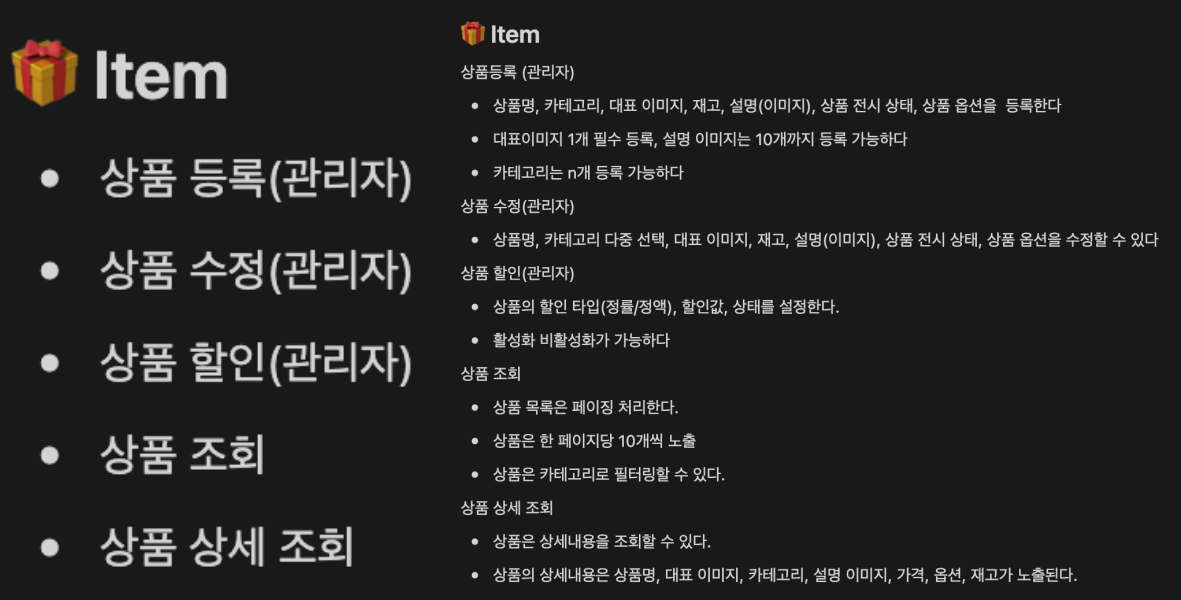 🎁 Item
• 상품 등록(관리자)
• 상품 수정(관리자)
• 상품 할인(관리자)
• 상품 조회
• 상품 상세 조회
🎁 Item
상품등록 (관리자)
• 상품명, 카테고리, 대표 이미지, 재고, 설명(이미지), 상품 전시 상태, 상품 옵션을  등록한다
• 대표이미지 1개 필수 등록, 설명 이미지는 10개까지 등록 가능하다
• 카테고리는 n개 등록 가능하다
상품 수정(관리자)
• 상품명, 카테고리 다중 선택, 대표 이미지, 재고, 설명(이미지), 상품 전시 상태, 상품 옵션을 수정할 수 있다
상품 할인(관리자)
• 상품의 할인 타입(정률/정액), 할인값, 상태를 설정한다.
• 활성화 비활성화가 가능하다
상품 조회
• 상품 목록은 페이징 처리한다.
• 상품은 한 페이지당 10개씩 노출
• 상품은 카테고리로 필터링할 수 있다.
상품 상세 조회
• 상품은 상세내용을 조회할 수 있다.
• 상품의 상세내용은 상품명, 대표 이미지, 카테고리, 설명 이미지, 가격, 옵션, 재고가 노출된다.